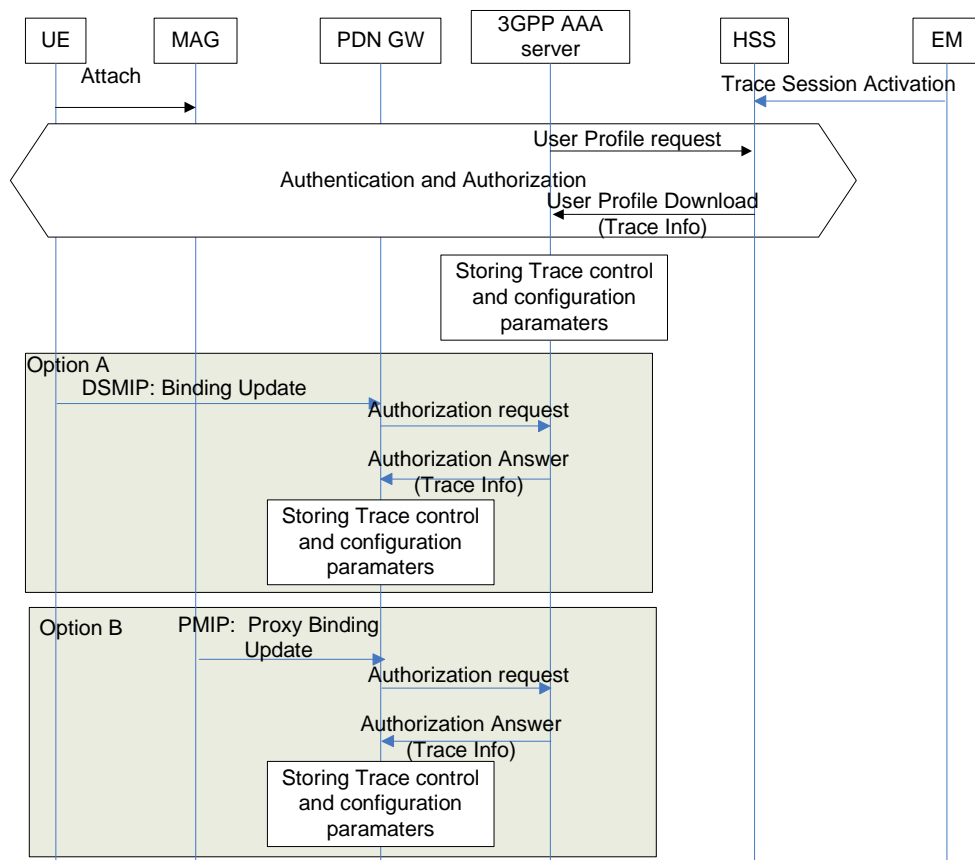 UE
MAG
PDN GW
3GPP AAA
server
HSS
EM
Attach
Trace Session Activation
User Profile request
Authentication and Authorization
User Profile Download
(Trace Info)
Storing Trace control
and configuration
paramaters
Option A
DSMIP: Binding Update
Authorization request
Authorization Answer
(Trace Info)
Storing Trace control
and configuration
paramaters
Option B
PMIP:  Proxy Binding
Update
Authorization request
Authorization Answer
(Trace Info)
Storing Trace control
and configuration
paramaters